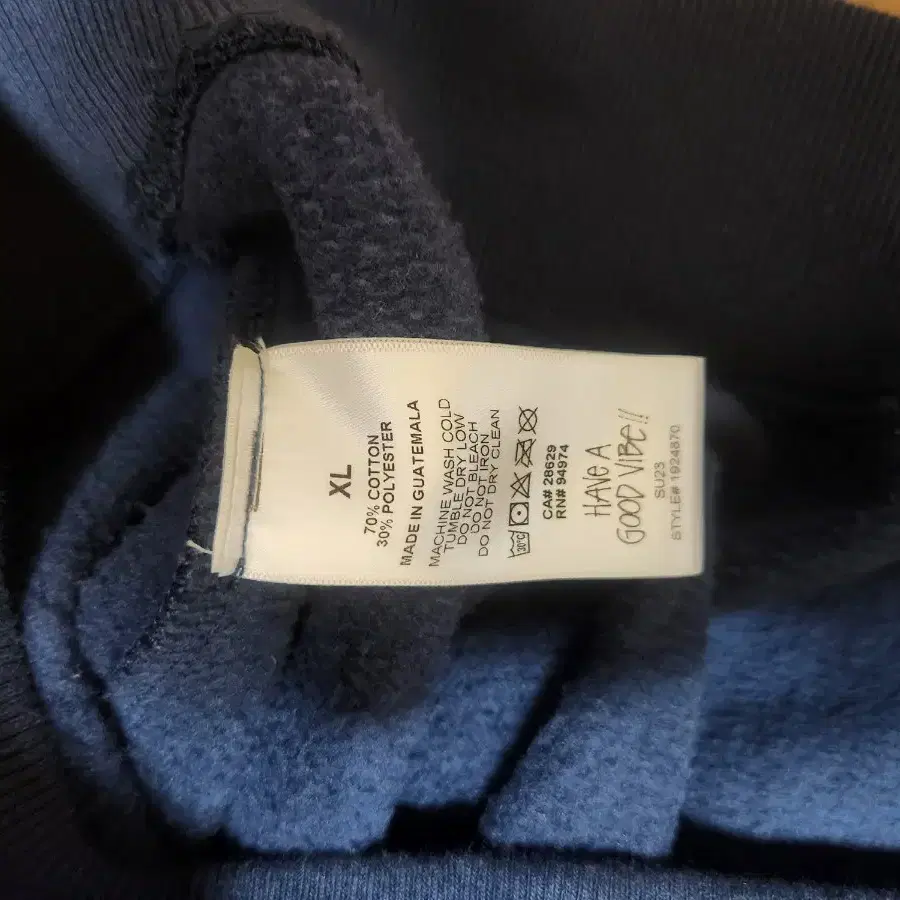 XL
70% COTTON
30% POLYESTER
MADE IN GUATEMALA
MACHINE WASH COLD
TUMBLE DRY LOW
DO NOT BLEACH
DO NOT IRON
DO NOT DRY CLEAN
30°C
CA# 28629
RN# 94974
HAVE A
GOOD VIBE!!
SU23
STYLE# 1924870